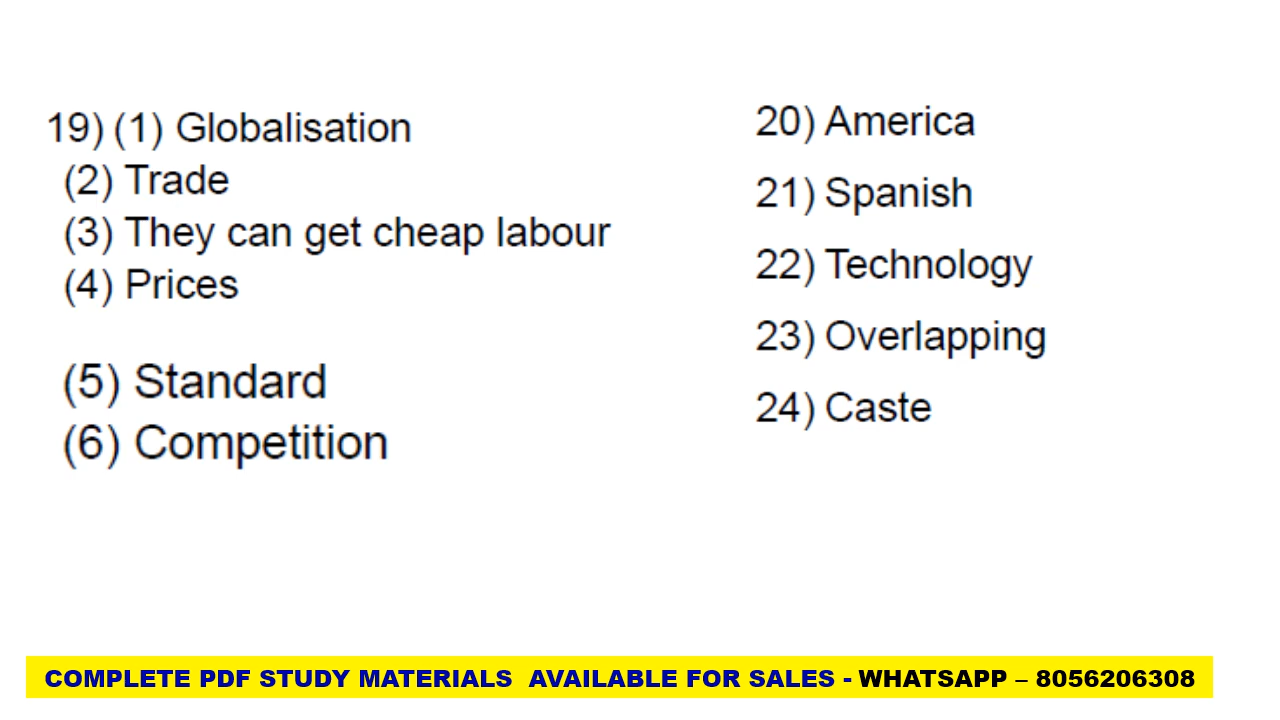 19) (1) Globalisation
(2) Trade
(3) They can get cheap labour
(4) Prices
(5) Standard
(6) Competition
20) America
21) Spanish
22) Technology
23) Overlapping
24) Caste
COMPLETE PDF STUDY MATERIALS AVAILABLE FOR SALES - WHATSAPP – 8056206308